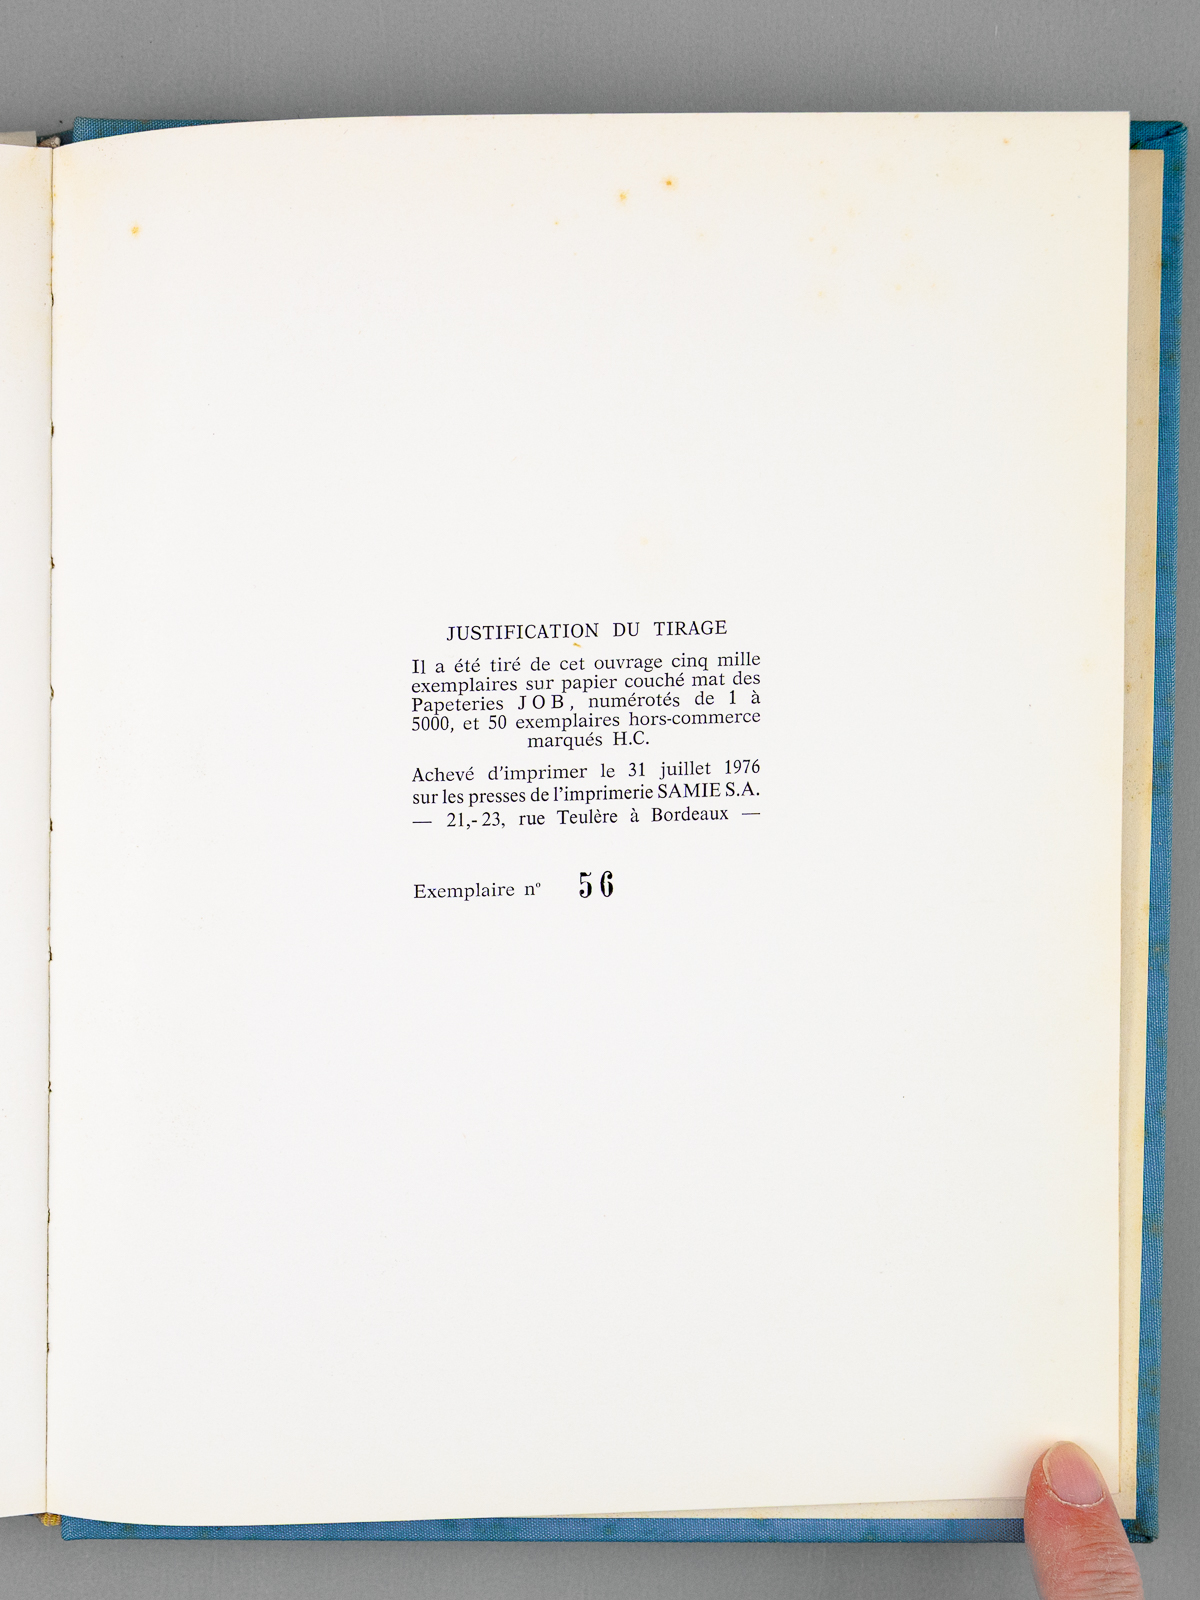 JUSTIFICATION DU TIRAGE
Il a été tiré de cet ouvrage cinq mille
exemplaires sur papier couché mat des
Papeteries J O B, numérotés de 1 à
5000, et 50 exemplaires hors-commerce
marqués H.C.
Achevé d'imprimer le 31 juillet 1976
sur les presses de l'imprimerie SAMIE S.A.
— 21,-23, rue Teulère à Bordeaux —
Exemplaire nº 56